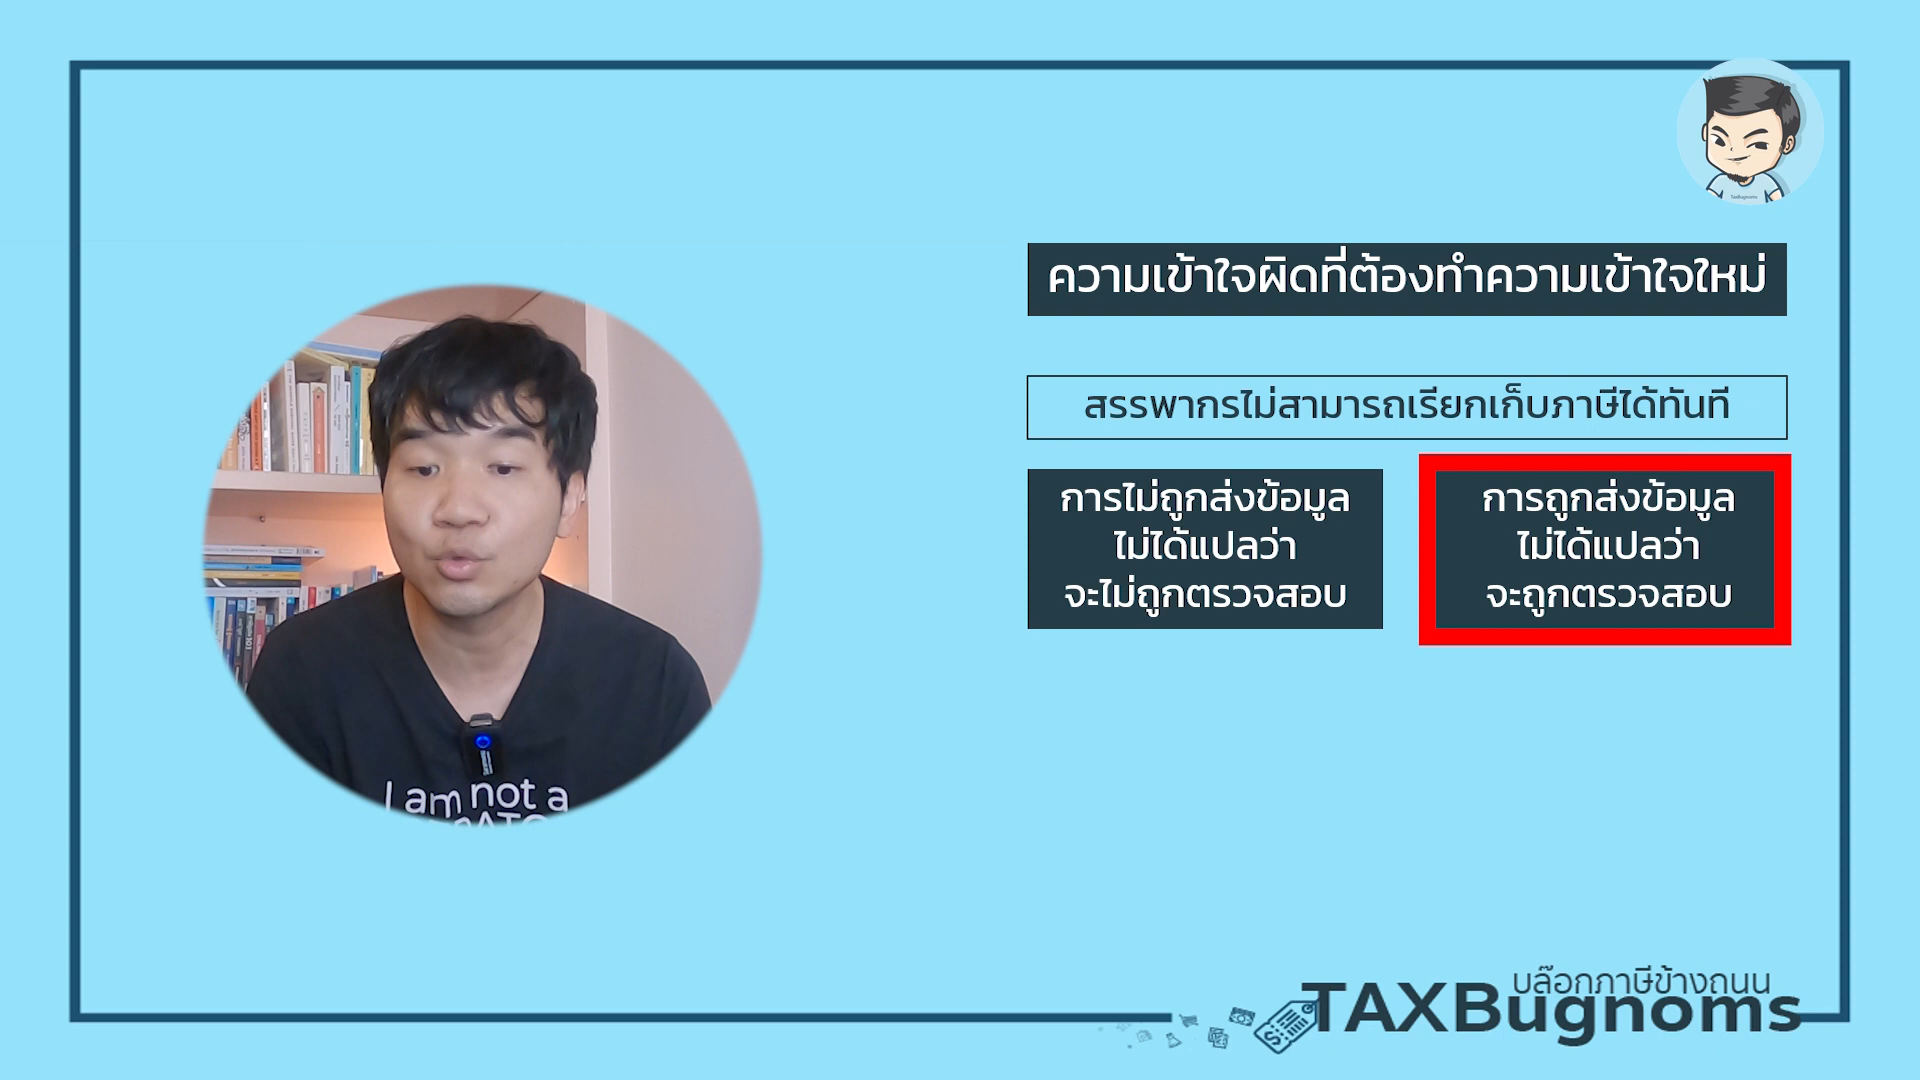 ความเข้าใจผิดที่ต้องทำความเข้าใจใหม่
สรรพากรไม่สามารถเรียกเก็บภาษีได้ทันที
การไม่ถูกส่งข้อมูล
ไม่ได้แปลว่า
จะไม่ถูกตรวจสอบ
การถูกส่งข้อมูล
ไม่ได้แปลว่า
จะถูกตรวจสอบ
I am not a
บล๊อกภาษีข้างถนน
TAXBugnoms